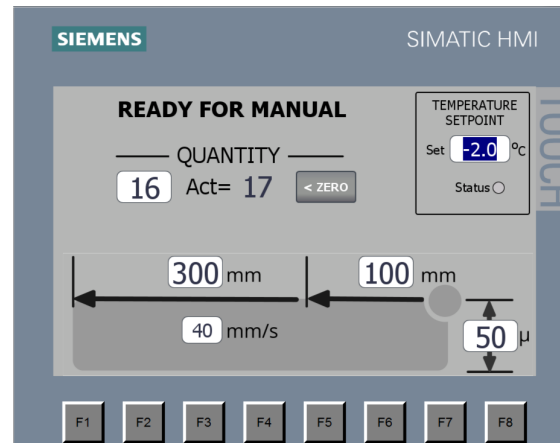 SIEMENS
SIMATIC HMI
TOUCH
READY FOR MANUAL
TEMPERATURE
SETPOINT
Set -2.0 °C
Status
QUANTITY
16 Act= 17 < ZERO
300 mm 100 mm
40 mm/s
50 µ
F1 F2 F3 F4 F5 F6 F7 F8